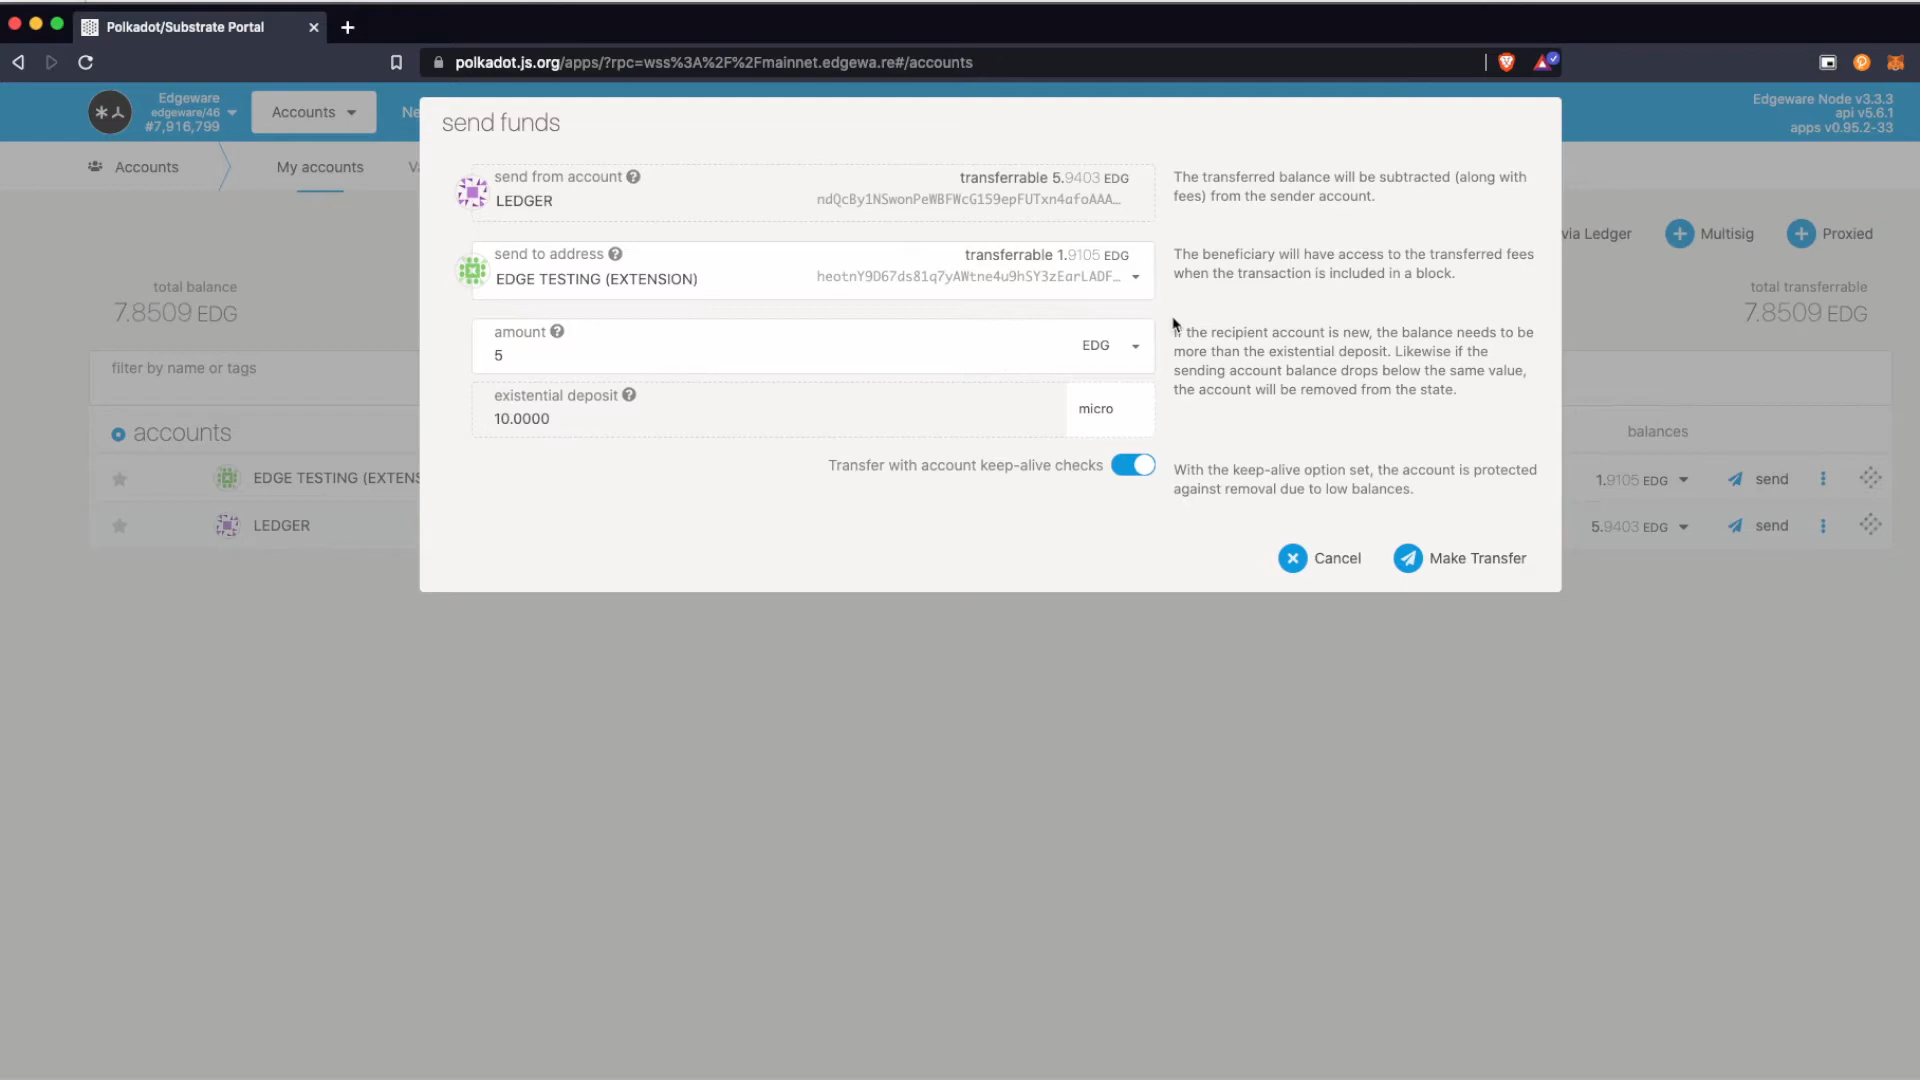 Polkadot/Substrate Portal
polkadot.js.org/apps/?rpc=wss%3A%2F%2Fmainnet.edgewa.re#/accounts
Edgeware
edgeware/46
#7,916,799
Accounts
Ne
Edgeware Node v3.3.3
api v5.6.1
apps v0.95.2-33
Accounts
My accounts
via Ledger
Multisig
Proxied
total balance
7.8509 EDG
total transferrable
7.8509 EDG
filter by name or tags
accounts
balances
EDGE TESTING (EXTENS
1.9105 EDG
send
LEDGER
5.9403 EDG
send
send funds
send from account
transferrable 5.9403 EDG
LEDGER
ndQcBy1NSwonPeWBFWcG159epFUTxn4afoAAA…
The transferred balance will be subtracted (along with
fees) from the sender account.
send to address
transferrable 1.9105 EDG
EDGE TESTING (EXTENSION)
heotnY9D67ds81q7yAWtne4u9hSY3zEarLADF…
The beneficiary will have access to the transferred fees
when the transaction is included in a block.
amount
5
EDG
If the recipient account is new, the balance needs to be
more than the existential deposit. Likewise if the
sending account balance drops below the same value,
the account will be removed from the state.
existential deposit
10.0000
micro
Transfer with account keep-alive checks
With the keep-alive option set, the account is protected
against removal due to low balances.
Cancel
Make Transfer